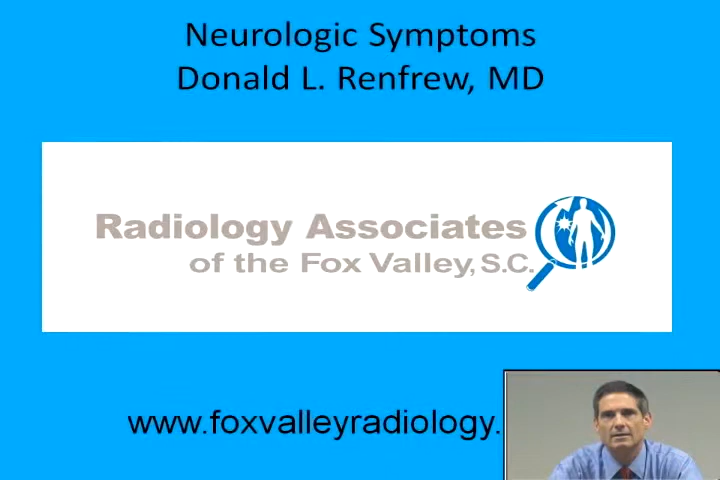 Neurologic Symptoms
Donald L. Renfrew, MD
Radiology Associates
of the Fox Valley, S.C.
www.foxvalleyradiology.